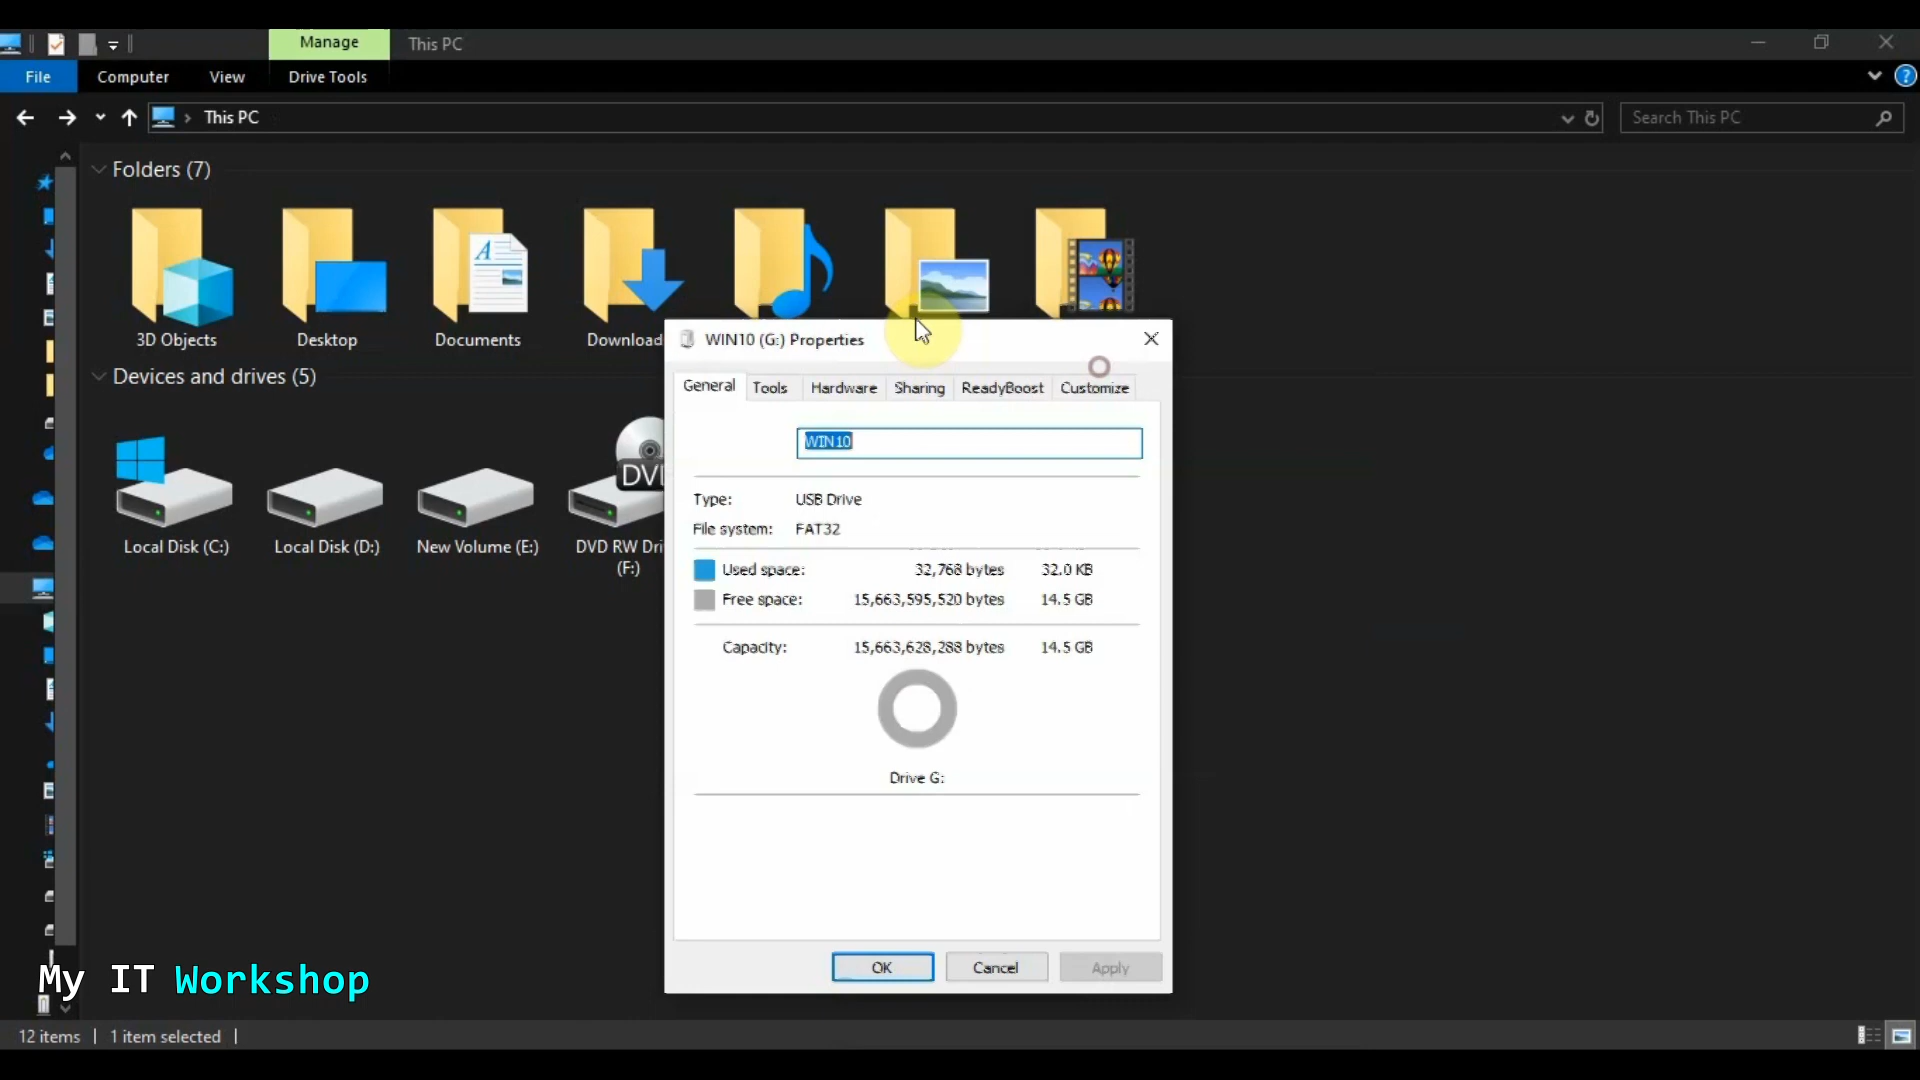 Manage
This PC
File
Computer
View
Drive Tools
This PC
Search This PC
Folders (7)
3D Objects
Desktop
Documents
Download
Devices and drives (5)
Local Disk (C:)
Local Disk (D:)
New Volume (E:)
DVD
DVD RW Dri
(F:)
WIN10 (G:) Properties
General
Tools
Hardware
Sharing
ReadyBoost
Customize
WIN10
Type: USB Drive
File system: FAT32
Used space: 32,768 bytes 32.0 KB
Free space: 15,663,595,520 bytes 14.5 GB
Capacity: 15,663,628,288 bytes 14.5 GB
Drive G:
OK
Cancel
Apply
My IT Workshop
12 items
1 item selected